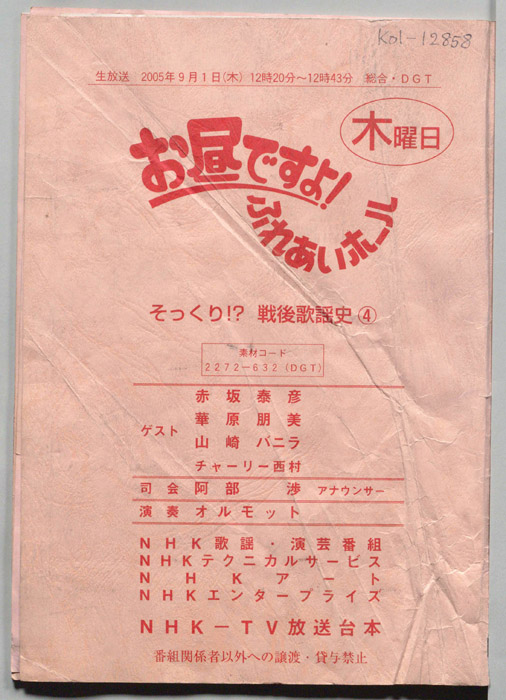 Kol-12858
生放送 2005年9月1日(木) 12時20分〜12時43分 総合・DGT
木曜日
お昼ですよ!
ふれあいホール
そっくり!? 戦後歌謡史④
素材コード
2272-632(DGT)
ゲスト
赤坂泰彦
華原朋美
山崎バニラ
チャーリー西村
司会 阿部 渉 アナウンサー
演奏 オルモット
NHK歌謡・演芸番組
NHKテクニカルサービス
NHKアート
NHKエンタープライズ
NHK-TV放送台本
番組関係者以外への譲渡・貸与禁止